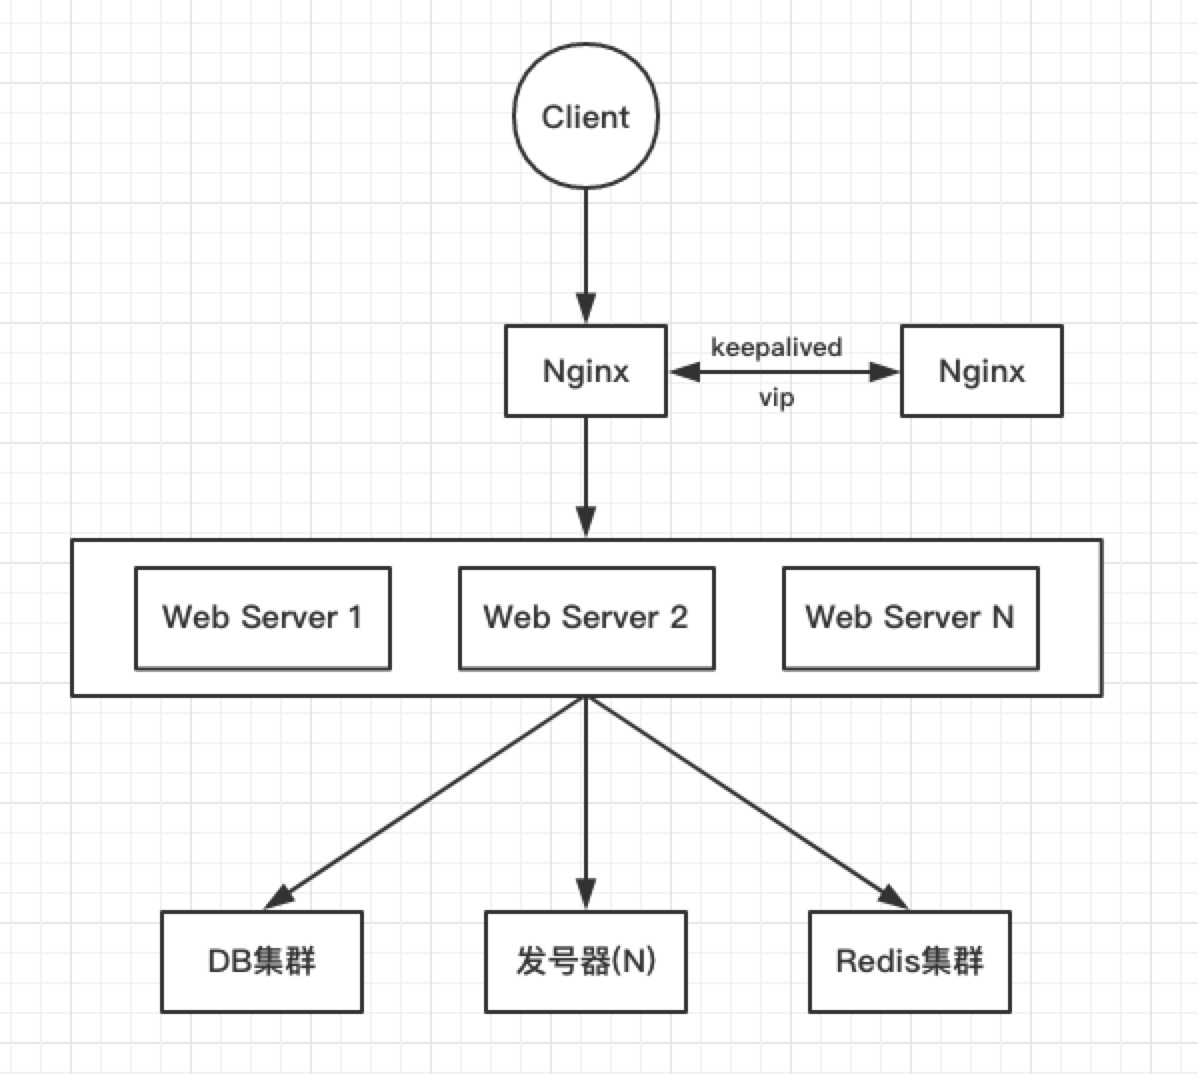 Client
Nginx
keepalived
vip
Nginx
Web Server 1
Web Server 2
Web Server N
DB集群
发号器(N)
Redis集群